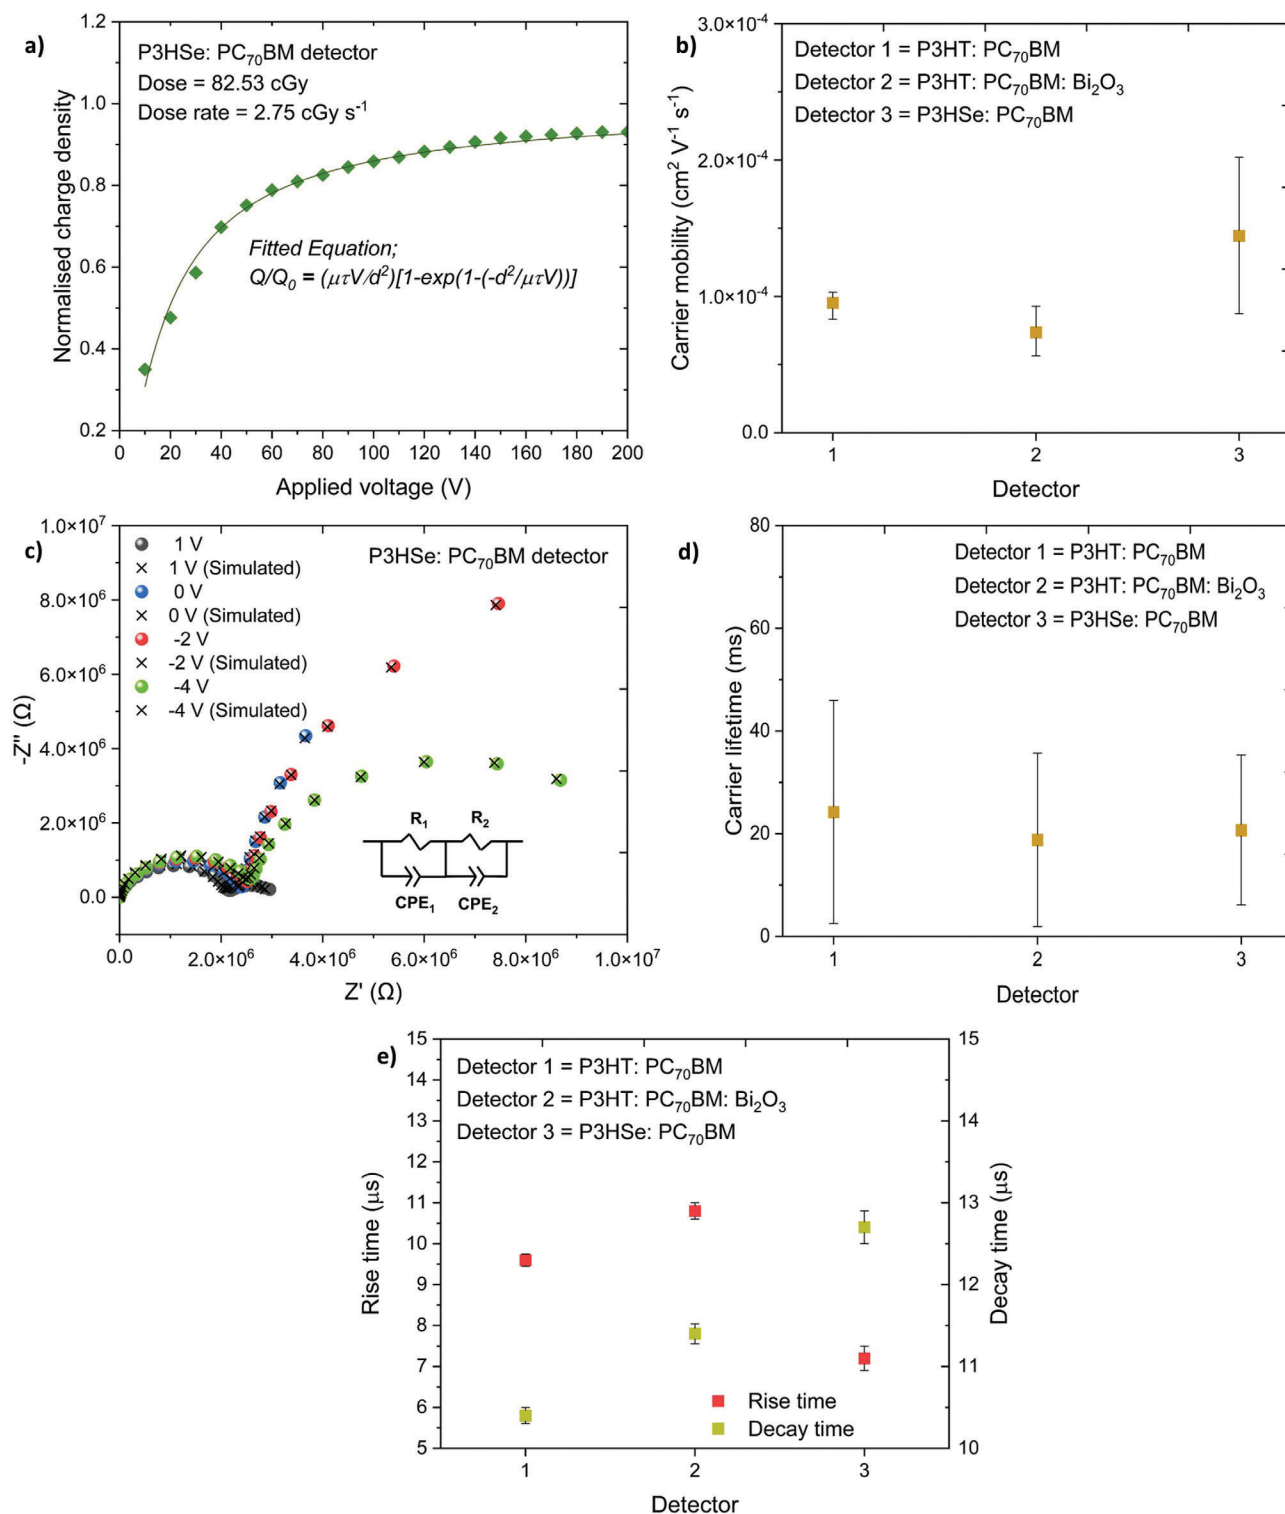 a)
1.2
1.0
0.8
0.6
0.4
0.2
Normalised charge density
P3HSe: PC₇₀BM detector
Dose = 82.53 cGy
Dose rate = 2.75 cGy s⁻¹
Fitted Equation;
Q/Q₀ = (μτV/d²)[1-exp(1-(-d²/μτV))]
0 20 40 60 80 100 120 140 160 180 200
Applied voltage (V)
b)
3.0×10⁻⁴
2.0×10⁻⁴
1.0×10⁻⁴
0.0
Carrier mobility (cm² V⁻¹ s⁻¹)
Detector 1 = P3HT: PC₇₀BM
Detector 2 = P3HT: PC₇₀BM: Bi₂O₃
Detector 3 = P3HSe: PC₇₀BM
1 2 3
Detector
c)
1.0×10⁷
8.0×10⁶
6.0×10⁶
4.0×10⁶
2.0×10⁶
0.0
-Z'' (Ω)
1 V
1 V (Simulated)
0 V
0 V (Simulated)
-2 V
-2 V (Simulated)
-4 V
-4 V (Simulated)
P3HSe: PC₇₀BM detector
R₁ R₂
CPE₁ CPE₂
0.0 2.0×10⁶ 4.0×10⁶ 6.0×10⁶ 8.0×10⁶ 1.0×10⁷
Z' (Ω)
d)
80
60
40
20
0
Carrier lifetime (ms)
Detector 1 = P3HT: PC₇₀BM
Detector 2 = P3HT: PC₇₀BM: Bi₂O₃
Detector 3 = P3HSe: PC₇₀BM
1 2 3
Detector
e)
15
14
13
12
11
10
9
8
7
6
5
Rise time (μs)
Detector 1 = P3HT: PC₇₀BM
Detector 2 = P3HT: PC₇₀BM: Bi₂O₃
Detector 3 = P3HSe: PC₇₀BM
Rise time
Decay time
15
14
13
12
11
10
Decay time (μs)
1 2 3
Detector